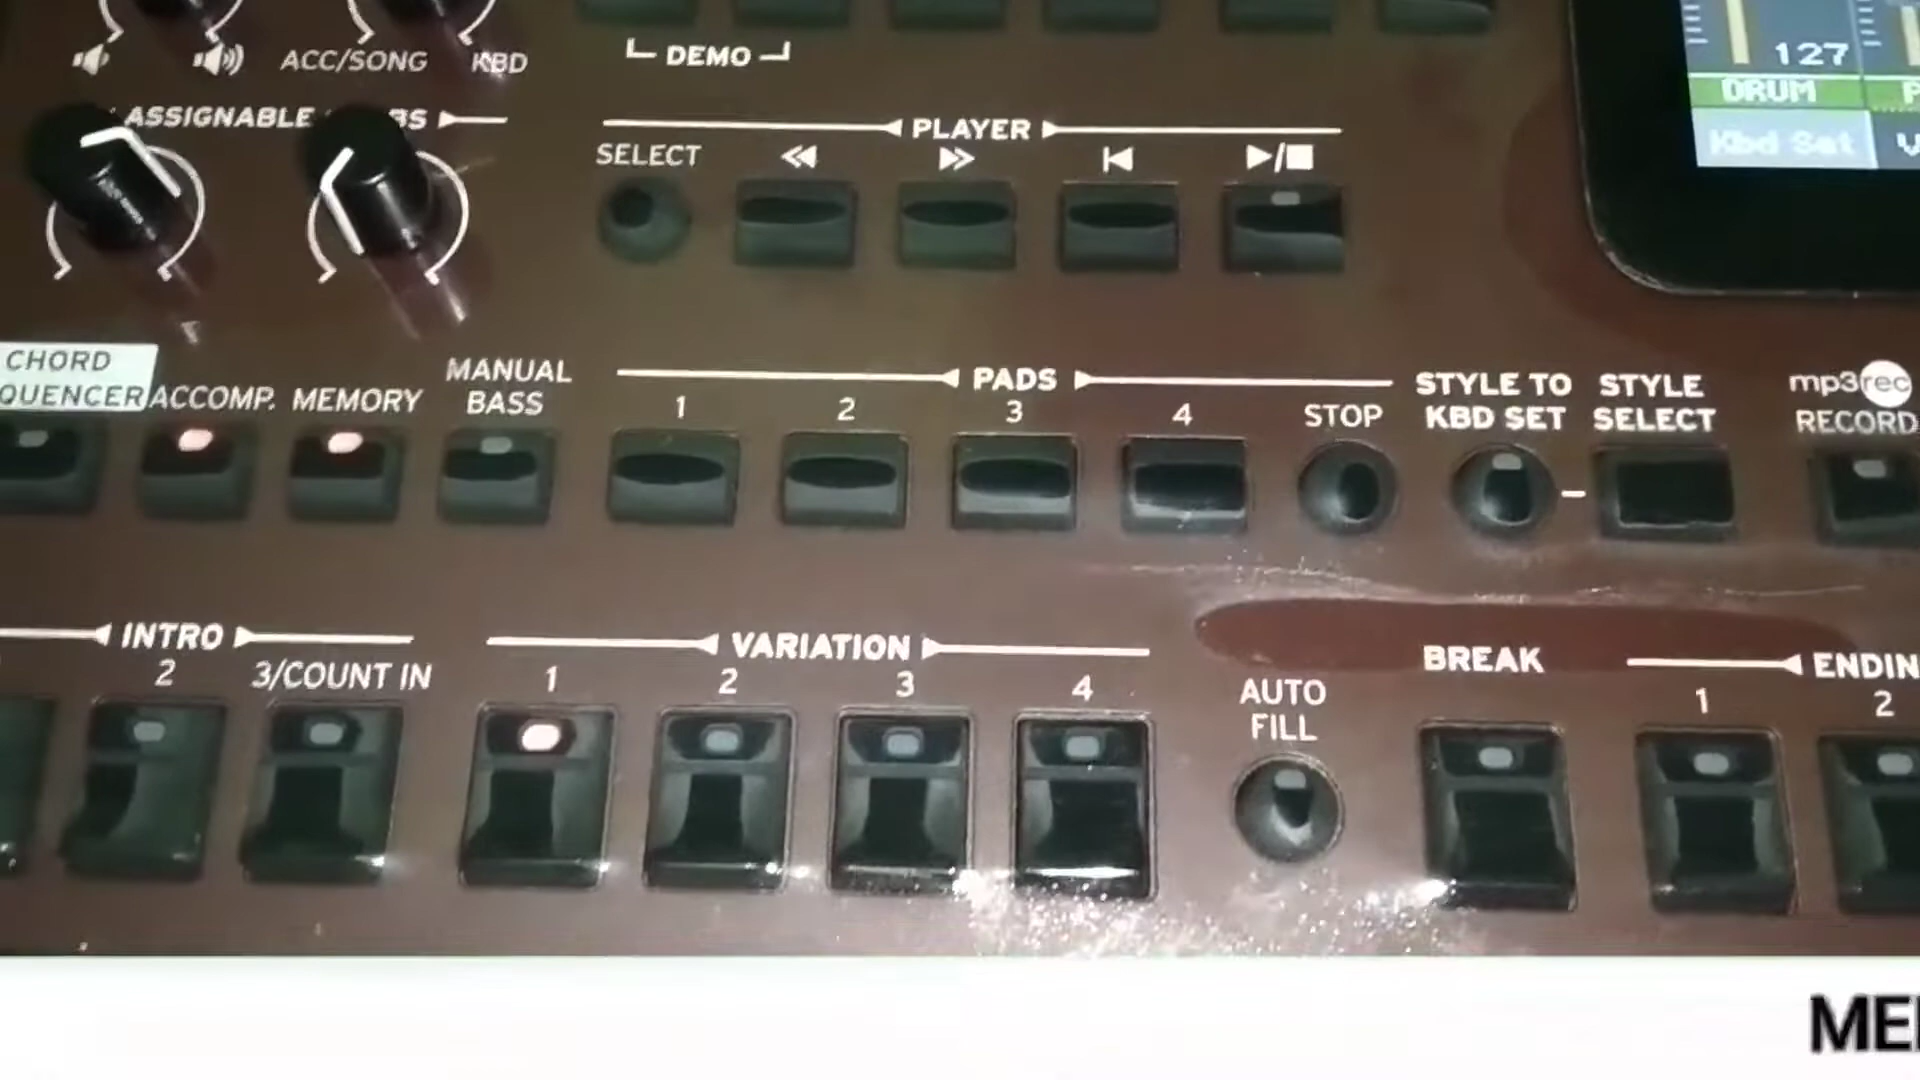 ACC/SONG KBD
DEMO
127
DRUM
Kbd Set
ASSIGNABLE
PLAYER
SELECT
CHORD
ACCOMP. MEMORY
MANUAL
BASS
PADS
1 2 3 4 STOP
STYLE TO
KBD SET
STYLE
SELECT
mp3rec
RECORD
INTRO
2 3/COUNT IN
VARIATION
1 2 3 4
AUTO
FILL
BREAK
1 2